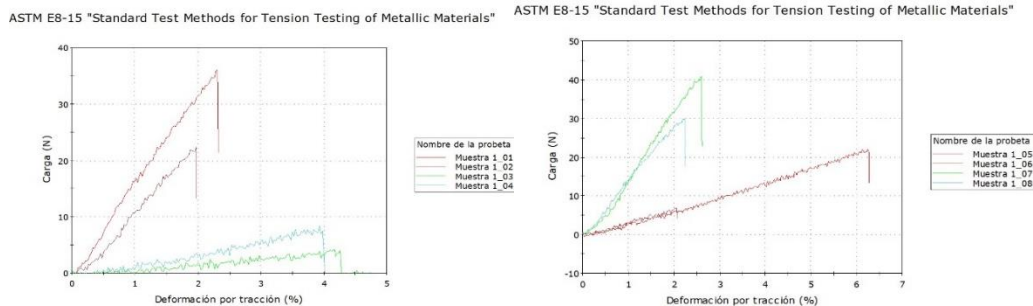 ASTM E8-15 "Standard Test Methods for Tension Testing of Metallic Materials"
40
30
20
10
0
Carga (N)
0 1 2 3 4 5
Deformación por tracción (%)
Nombre de la probeta
Muestra 1_01
Muestra 1_02
Muestra 1_03
Muestra 1_04
ASTM E8-15 "Standard Test Methods for Tension Testing of Metallic Materials"
50
40
30
20
10
0
-10
Carga (N)
0 1 2 3 4 5 6 7
Deformación por tracción (%)
Nombre de la probeta
Muestra 1_05
Muestra 1_06
Muestra 1_07
Muestra 1_08